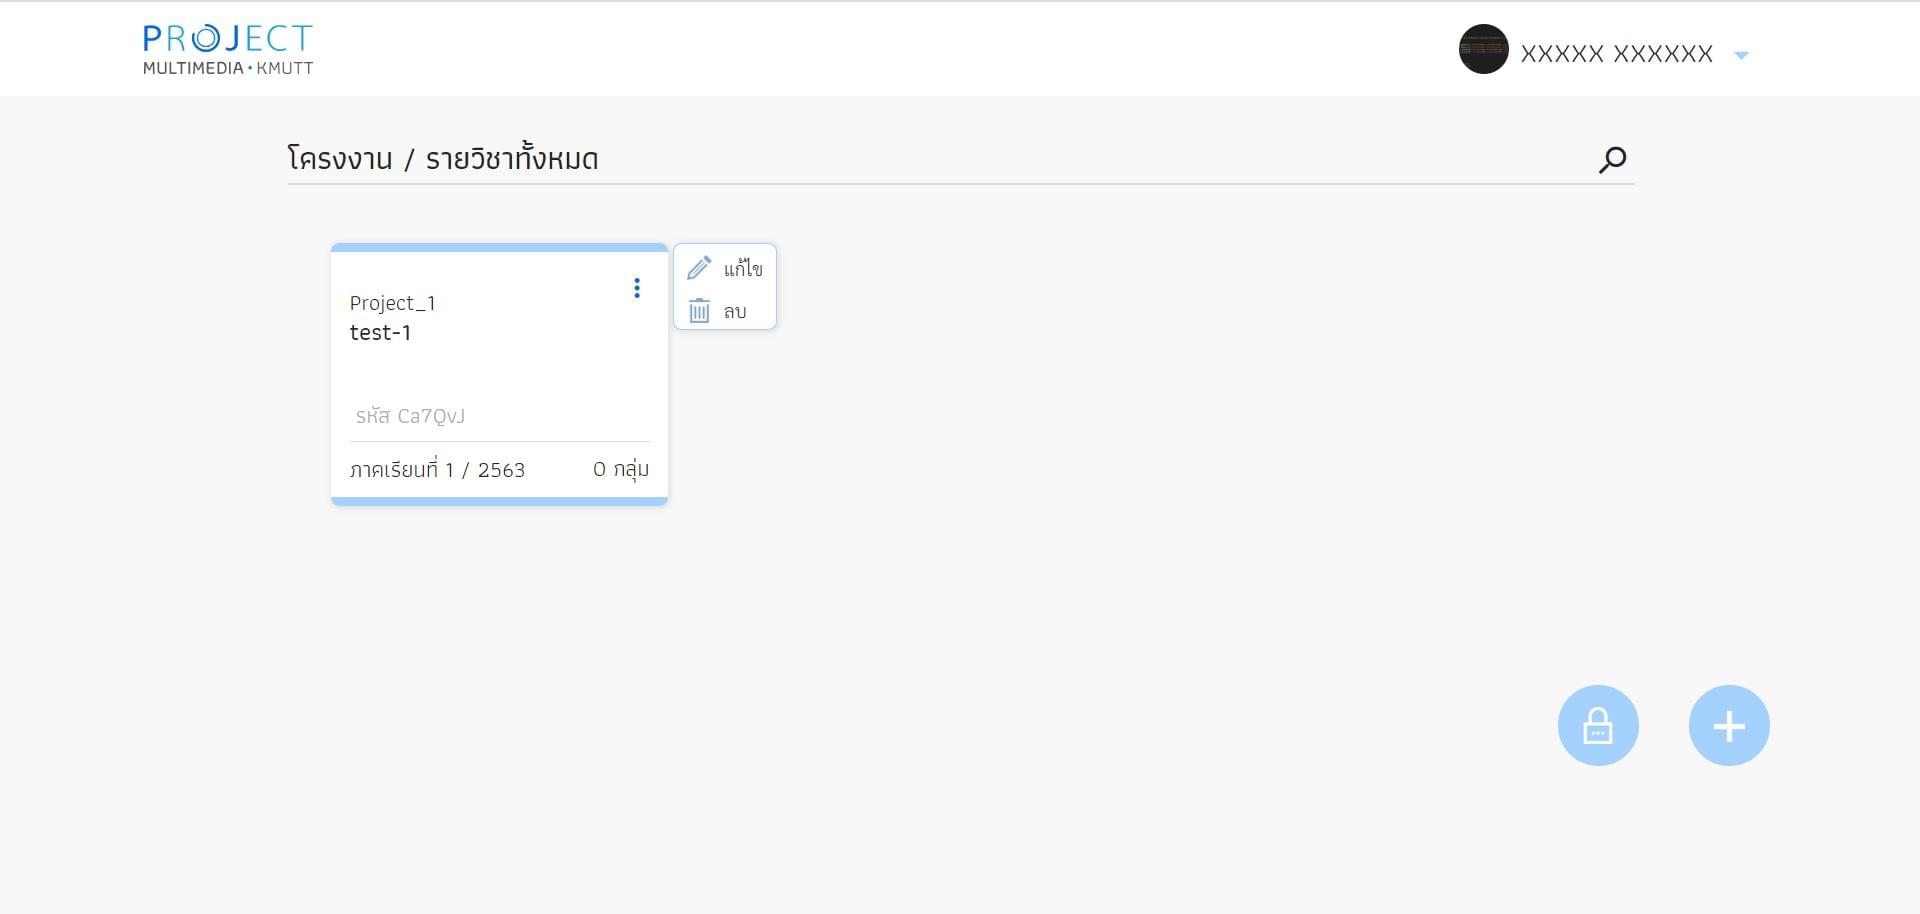 PROJECT
MULTIMEDIA • KMUTT
XXXXX XXXXXX
โครงงาน / รายวิชาทั้งหมด
Project_1
test-1
รหัส Ca7QvJ
ภาคเรียนที่ 1 / 2563
0 กลุ่ม
แก้ไข
ลบ